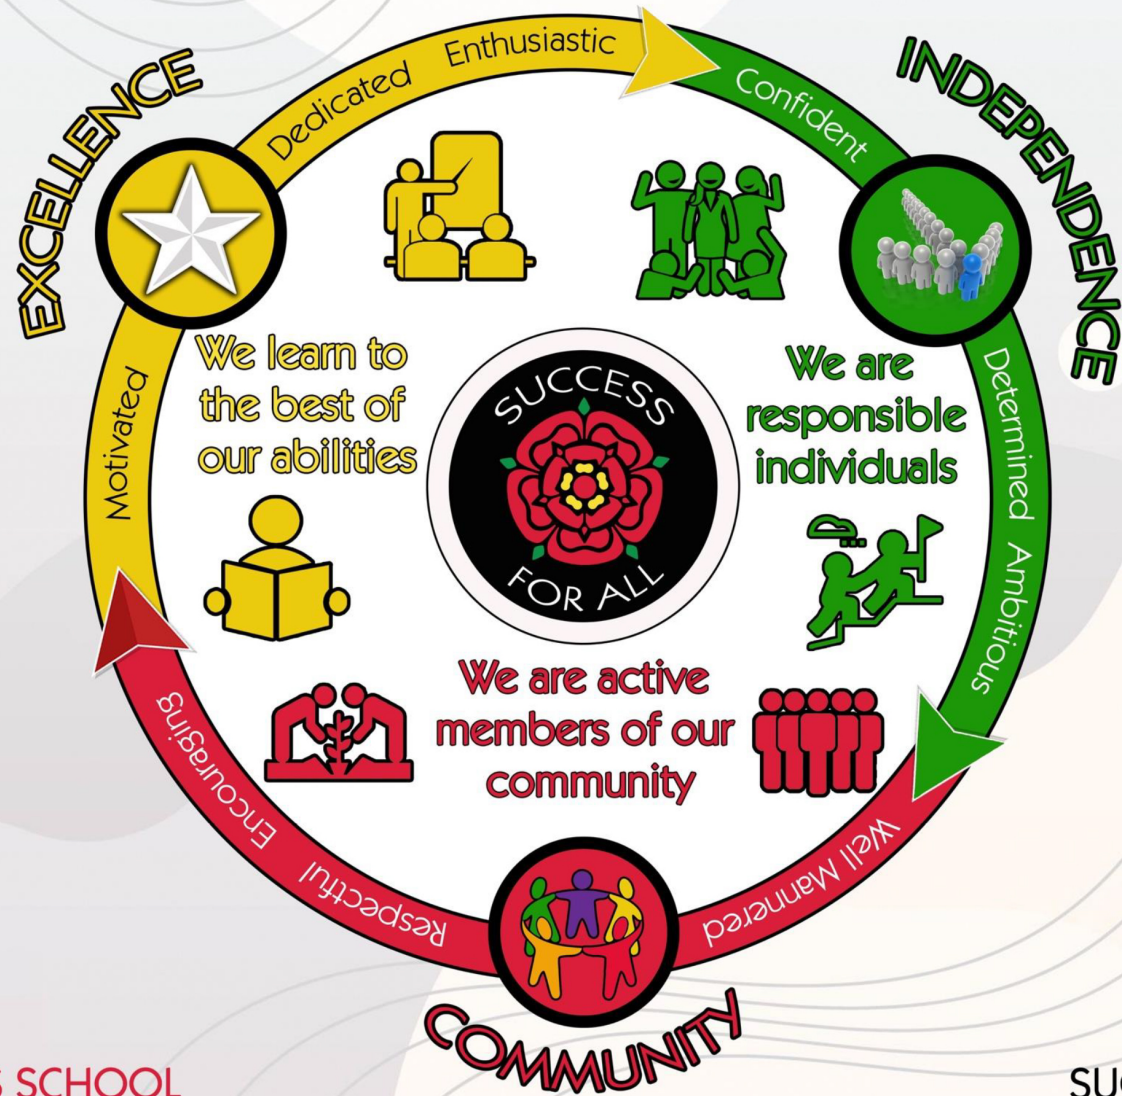 EXCELLENCE
Motivated
Dedicated
Enthusiastic
INDEPENDENCE
Confident
Determined
Ambitious
We learn to
the best of
our abilities
SUCCESS
FOR ALL
We are
responsible
individuals
We are active
members of our
community
Well Mannered
Respectful
Encouraging
COMMUNITY
SCHOOL